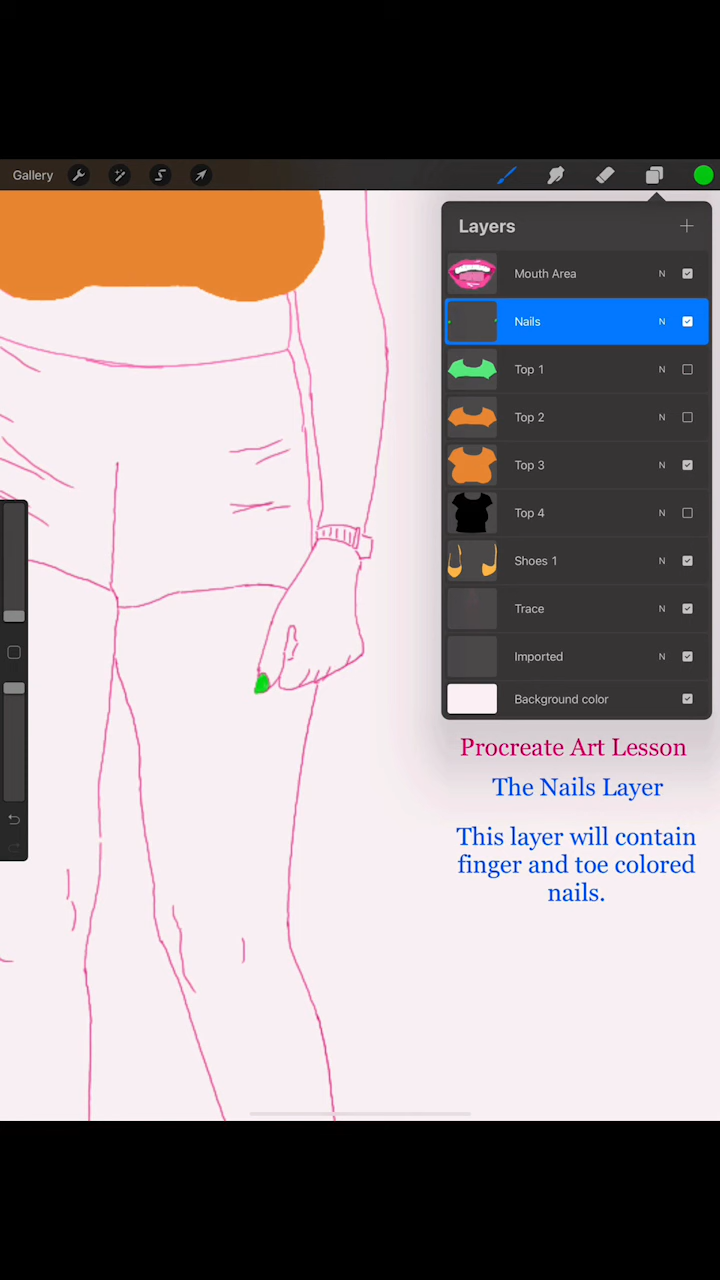 Gallery
Layers
Mouth Area N
Nails N
Top 1 N
Top 2 N
Top 3 N
Top 4 N
Shoes 1 N
Trace N
Imported N
Background color
Procreate Art Lesson
The Nails Layer
This layer will contain
finger and toe colored
nails.